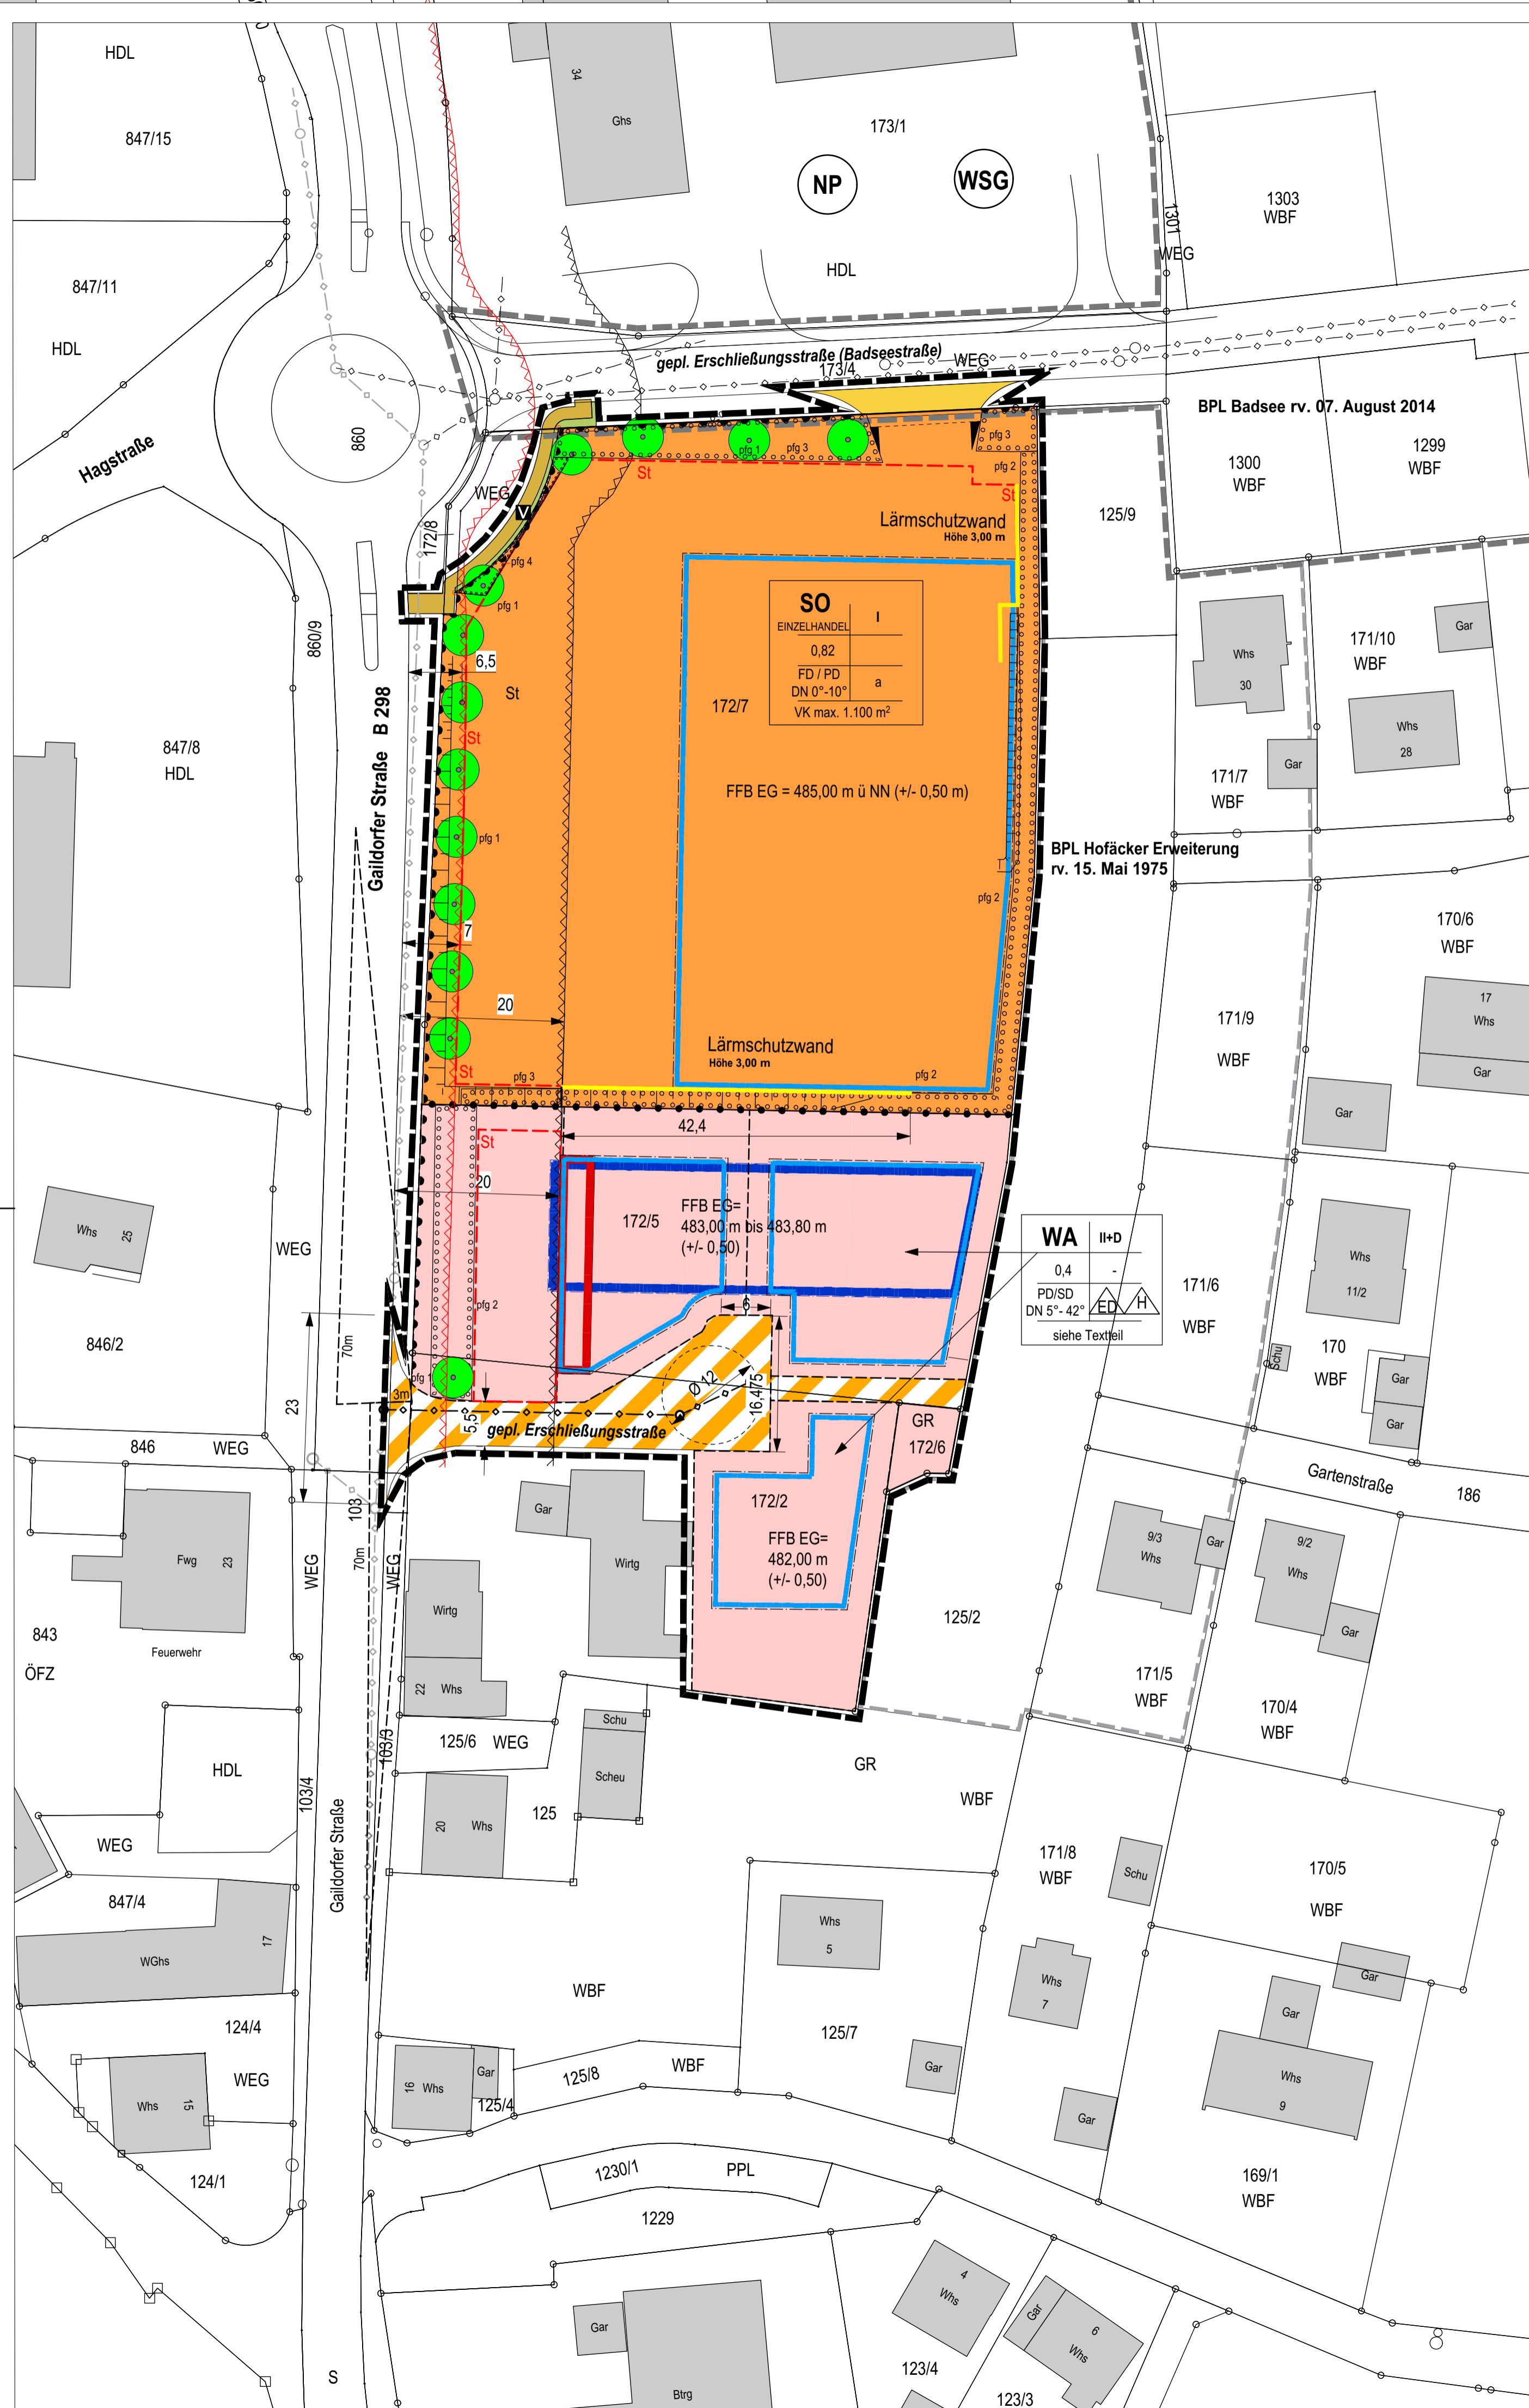 HDL
847/15
34
Ghs
173/1
NP
WSG
1303
WBF
1301
WEG
HDL
847/11
HDL
gepl. Erschließungsstraße (Badseestraße)
WEG
173/4
BPL Badsee rv. 07. August 2014
1299
WBF
1300
WBF
Hagstraße
860
pfg 1
pfg 3
pfg 3
pfg 2
St
St
WEG
V
172/8
125/9
Lärmschutzwand
Höhe 3,00 m
pfg 4
pfg 1
SO
EINZELHANDEL
I
0,82
FD / PD
DN 0°-10°
a
VK max. 1.100 m²
860/9
6,5
St
172/7
Whs
30
171/10
WBF
Gar
Whs
28
Gar
171/7
WBF
847/8
HDL
Gaildorfer Straße B 298
St
FFB EG = 485,00 m ü NN (+/- 0,50 m)
pfg 1
BPL Hofäcker Erweiterung
rv. 15. Mai 1975
pfg 2
170/6
WBF
7
20
17
Whs
Gar
171/9
WBF
Lärmschutzwand
Höhe 3,00 m
St
pfg 3
pfg 2
Gar
42,4
St
20
172/5
FFB EG=
483,00 m bis 483,80 m
(+/- 0,50)
WA
II+D
0,4
-
PD/SD
DN 5°- 42°
ED
H
siehe Textteil
Whs
25
WEG
Whs
11/2
171/6
WBF
pfg 2
6
846/2
70m
23
170
WBF
Schu
Gar
Gar
pfg 1
3m
5,5
Ø 12
16,475
gepl. Erschließungsstraße
GR
172/6
846
WEG
Gartenstraße
186
103
172/2
FFB EG=
482,00 m
(+/- 0,50)
Gar
Wirtg
9/3
Whs
Gar
9/2
Whs
Gar
Fwg
23
WEG
70m
WEG
Wirtg
125/2
843
ÖFZ
Feuerwehr
22
Whs
171/5
WBF
170/4
WBF
Schu
125/6
WEG
103/3
GR
HDL
Scheu
WBF
103/4
Gaildorfer Straße
20
Whs
125
WEG
171/8
WBF
Schu
170/5
WBF
847/4
17
WGhs
Whs
5
Whs
7
Gar
Gar
WBF
124/4
125/7
WEG
16
Whs
Gar
125/4
125/8
WBF
Gar
Whs
9
Whs
15
Gar
124/1
1230/1
PPL
169/1
WBF
1229
4
Whs
Gar
6
Whs
Gar
123/4
S
Btrg
123/3